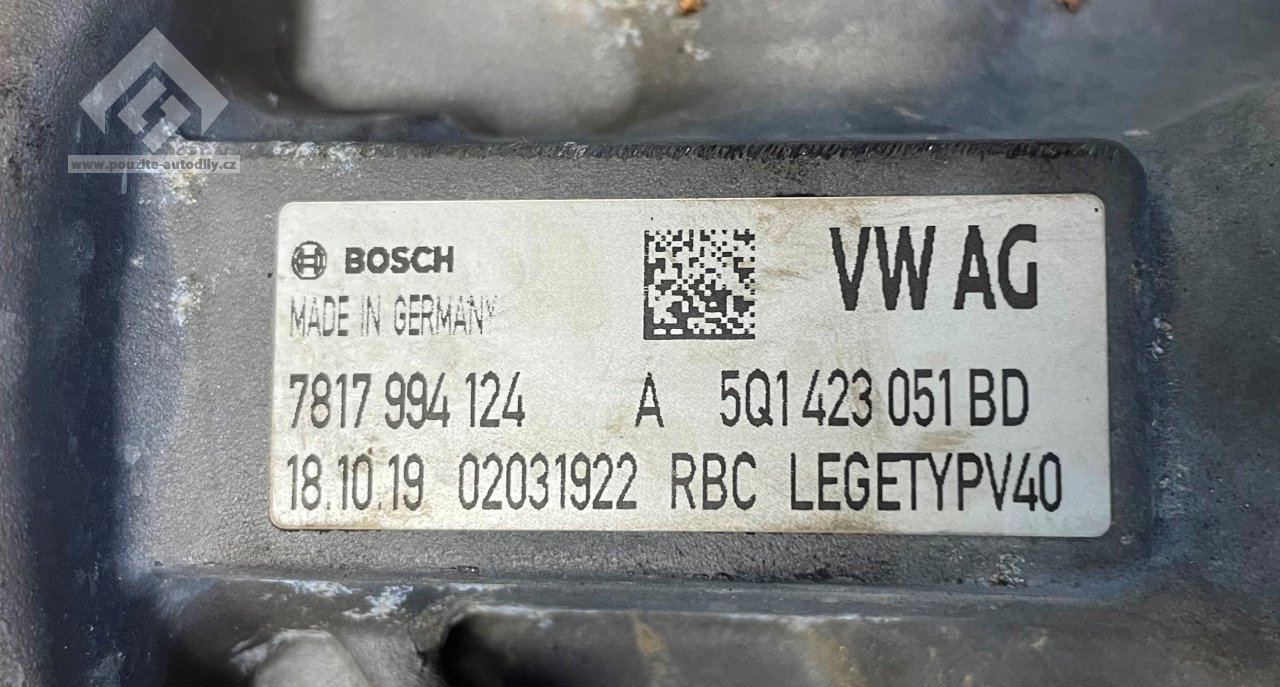 www.pouzite-autodily.cz
BOSCH
VW AG
MADE IN GERMANY
7817 994 124 A 5Q1 423 051 BD
18.10.19 02031922 RBC LEGETYPV40